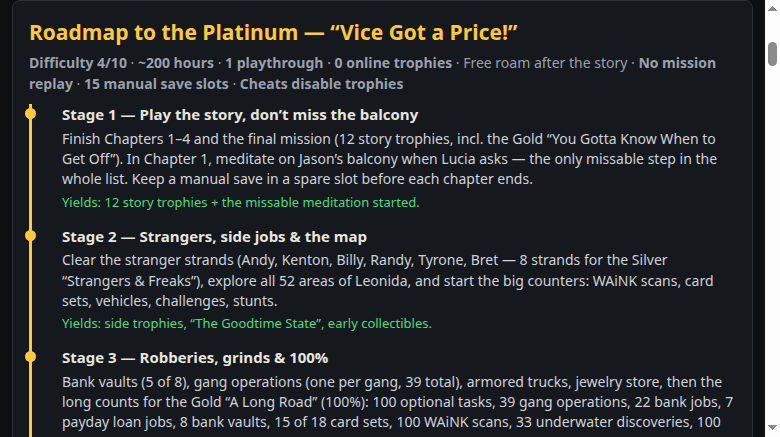 Roadmap to the Platinum — “Vice Got a Price!”
Difficulty 4/10 · ~200 hours · 1 playthrough · 0 online trophies · Free roam after the story · No mission
replay · 15 manual save slots · Cheats disable trophies
Stage 1 — Play the story, don’t miss the balcony
Finish Chapters 1–4 and the final mission (12 story trophies, incl. the Gold “You Gotta Know When to
Get Off”). In Chapter 1, meditate on Jason’s balcony when Lucia asks — the only missable step in the
whole list. Keep a manual save in a spare slot before each chapter ends.
Yields: 12 story trophies + the missable meditation started.
Stage 2 — Strangers, side jobs & the map
Clear the stranger strands (Andy, Kenton, Billy, Randy, Tyrone, Bret — 8 strands for the Silver
“Strangers & Freaks”), explore all 52 areas of Leonida, and start the big counters: WAiNK scans, card
sets, vehicles, challenges, stunts.
Yields: side trophies, “The Goodtime State”, early collectibles.
Stage 3 — Robberies, grinds & 100%
Bank vaults (5 of 8), gang operations (one per gang, 39 total), armored trucks, jewelry store, then the
long counts for the Gold “A Long Road” (100%): 100 optional tasks, 39 gang operations, 22 bank jobs, 7
payday loan jobs, 8 bank vaults, 15 of 18 card sets, 100 WAiNK scans, 33 underwater discoveries, 100